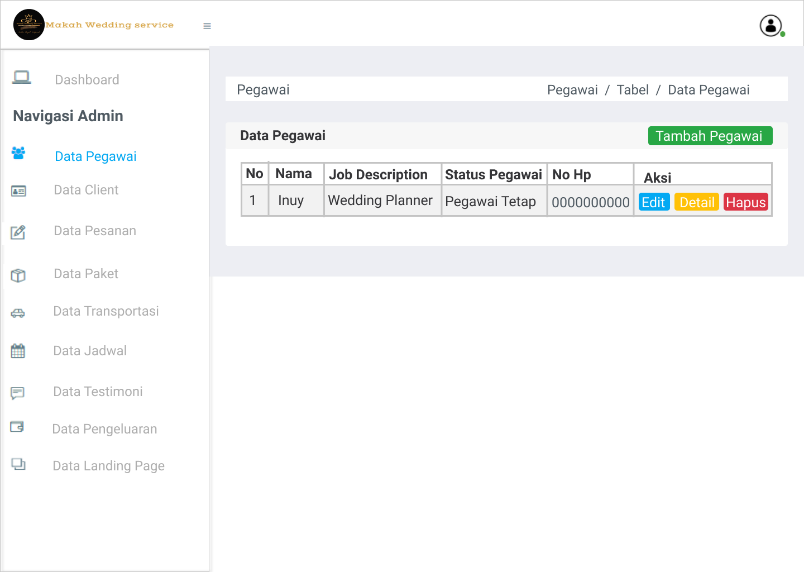 Makah Wedding service
Dashboard
Navigasi Admin
Data Pegawai
Data Client
Data Pesanan
Data Paket
Data Transportasi
Data Jadwal
Data Testimoni
Data Pengeluaran
Data Landing Page
Pegawai
Pegawai / Tabel / Data Pegawai
Data Pegawai
Tambah Pegawai
No Nama Job Description Status Pegawai No Hp Aksi
1 Inuy Wedding Planner Pegawai Tetap 0000000000 Edit Detail Hapus